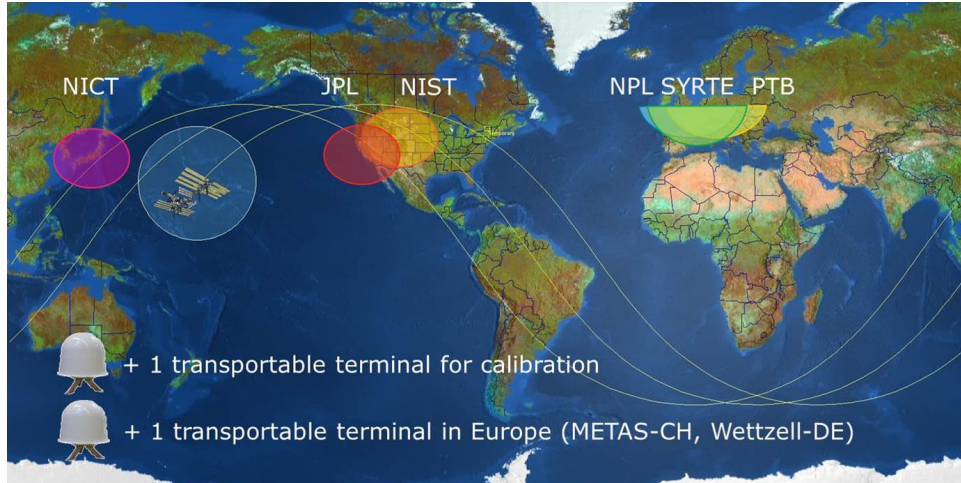 NICT
JPL
NIST
NPL SYRTE PTB
+ 1 transportable terminal for calibration
+ 1 transportable terminal in Europe (METAS-CH, Wettzell-DE)